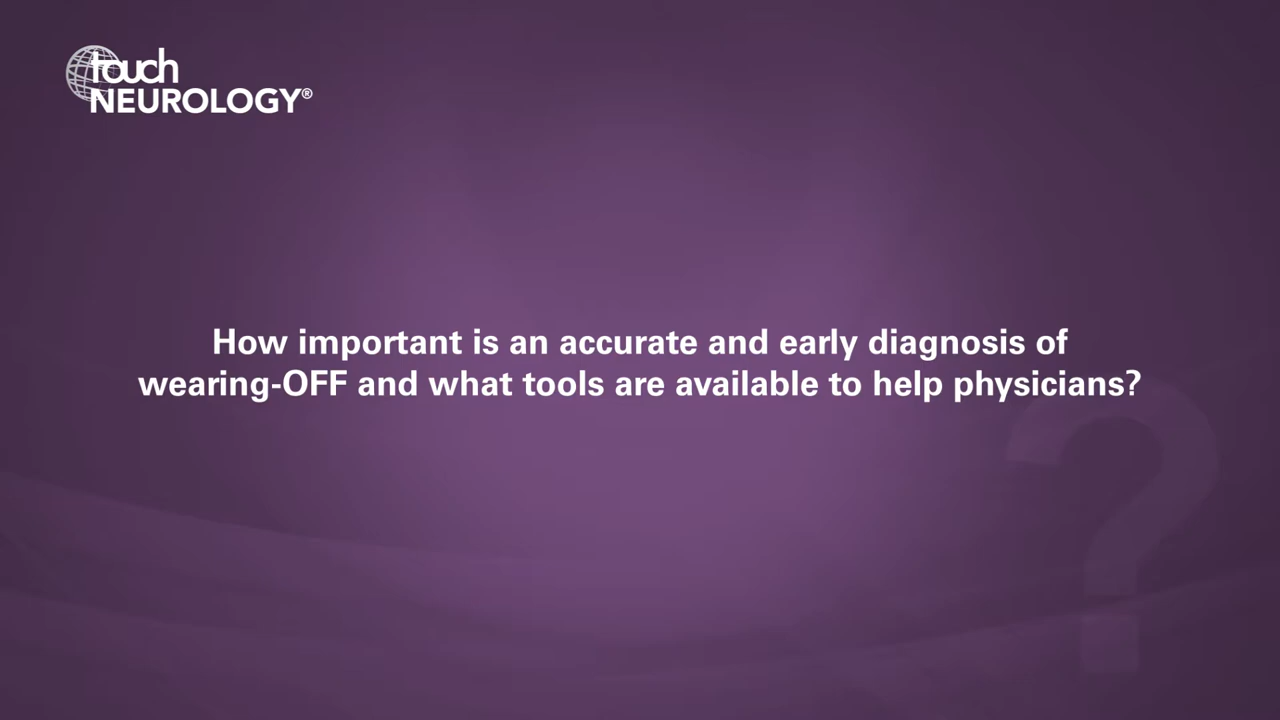 touch
NEUROLOGY®
How important is an accurate and early diagnosis of
wearing-OFF and what tools are available to help physicians?
?